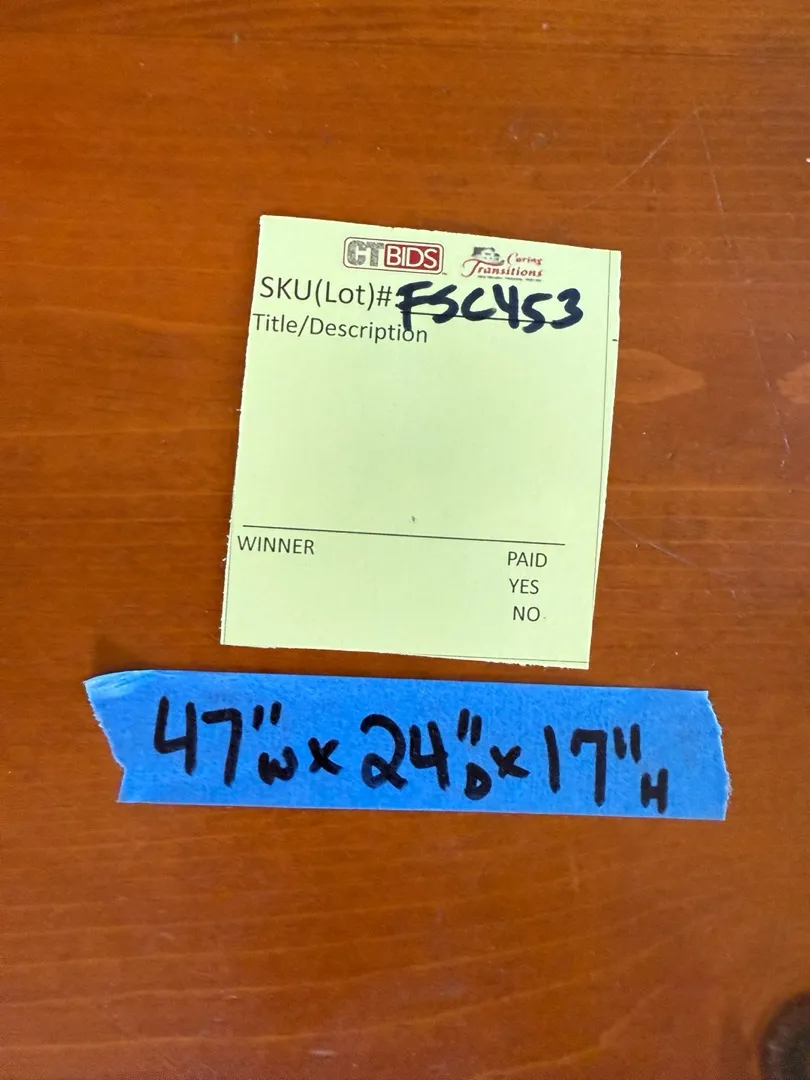 CTBIDS Caring Transitions
SKU(Lot)# FSC453
Title/Description
WINNER PAID
YES
NO
47"W x 24"D x 17"H